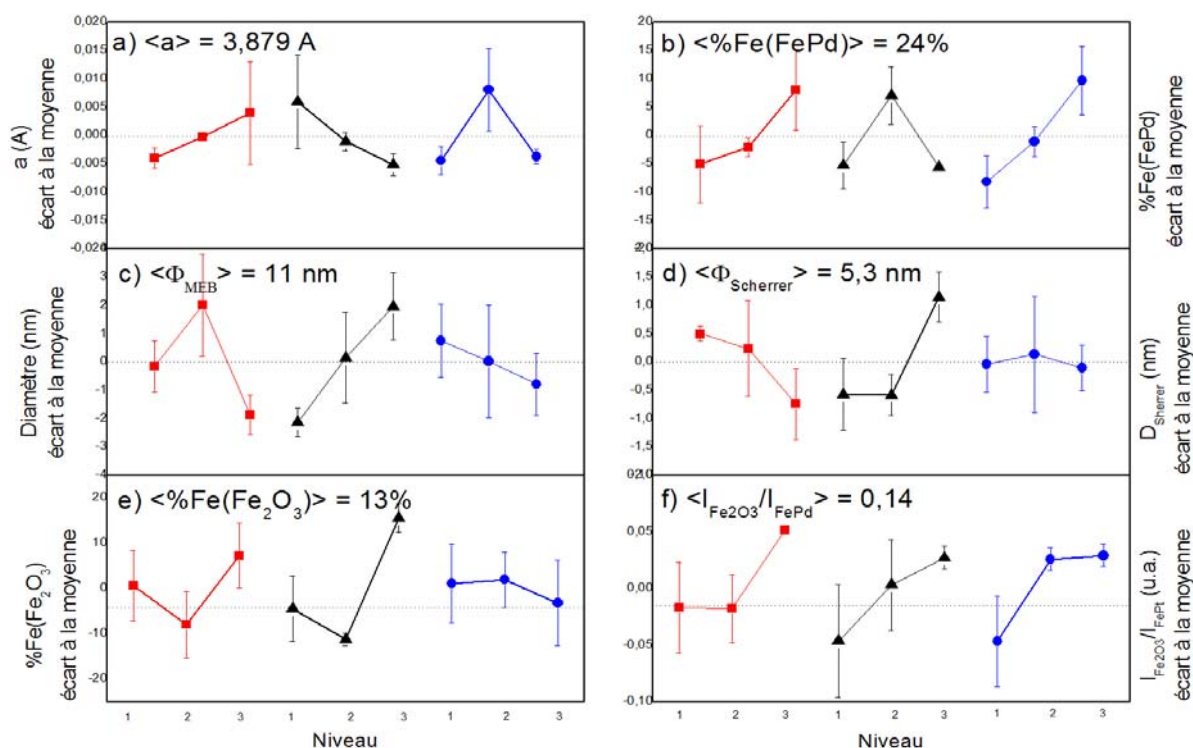 a) <a> = 3,879 A
0,020
0,015
0,010
0,005
0,000
-0,005
-0,010
-0,015
-0,020
a (A)
écart à la moyenne
b) <%Fe(FePd)> = 24%
20
15
10
5
0
-5
-10
-15
-20
%Fe(FePd)
écart à la moyenne
c) <Φ_MEB> = 11 nm
3
2
1
0
-1
-2
-3
-4
Diamètre (nm)
écart à la moyenne
d) <Φ_Scherrer> = 5,3 nm
2,0
1,5
1,0
0,5
0,0
-0,5
-1,0
-1,5
D_Sherrer (nm)
écart à la moyenne
e) <%Fe(Fe₂O₃)> = 13%
20
10
0
-10
-20
%Fe(Fe₂O₃)
écart à la moyenne
1 2 3 1 2 3 1 2 3
Niveau
f) <I_Fe2O3/I_FePd> = 0,14
0,05
0,00
-0,05
-0,10
I_Fe2O3/I_FePt (u.a.)
écart à la moyenne
1 2 3 1 2 3 1 2 3
Niveau